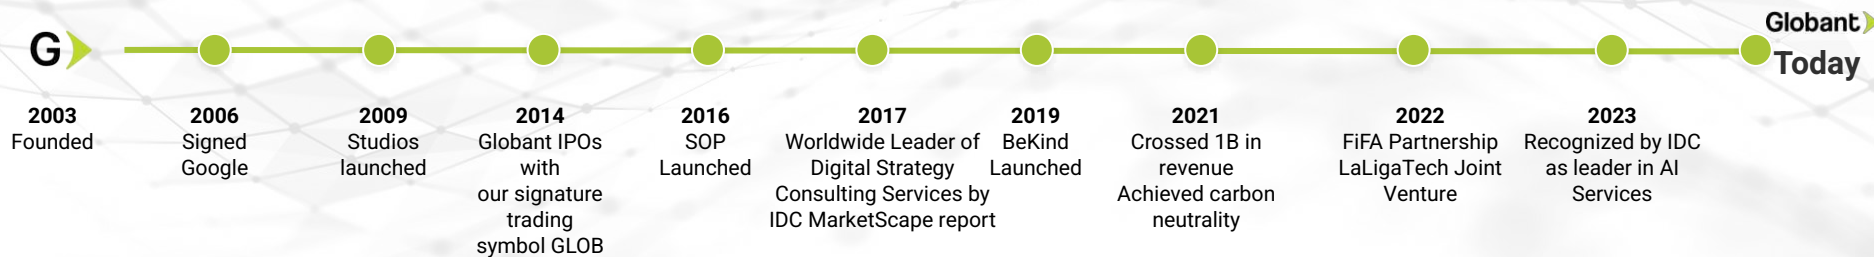 G
Globant
Today
2003
Founded
2006
Signed
Google
2009
Studios
launched
2014
Globant IPOs
with
our signature
trading
symbol GLOB
2016
SOP
Launched
2017
Worldwide Leader of
Digital Strategy
Consulting Services by
IDC MarketScape report
2019
BeKind
Launched
2021
Crossed 1B in
revenue
Achieved carbon
neutrality
2022
FiFA Partnership
LaLigaTech Joint
Venture
2023
Recognized by IDC
as leader in AI
Services